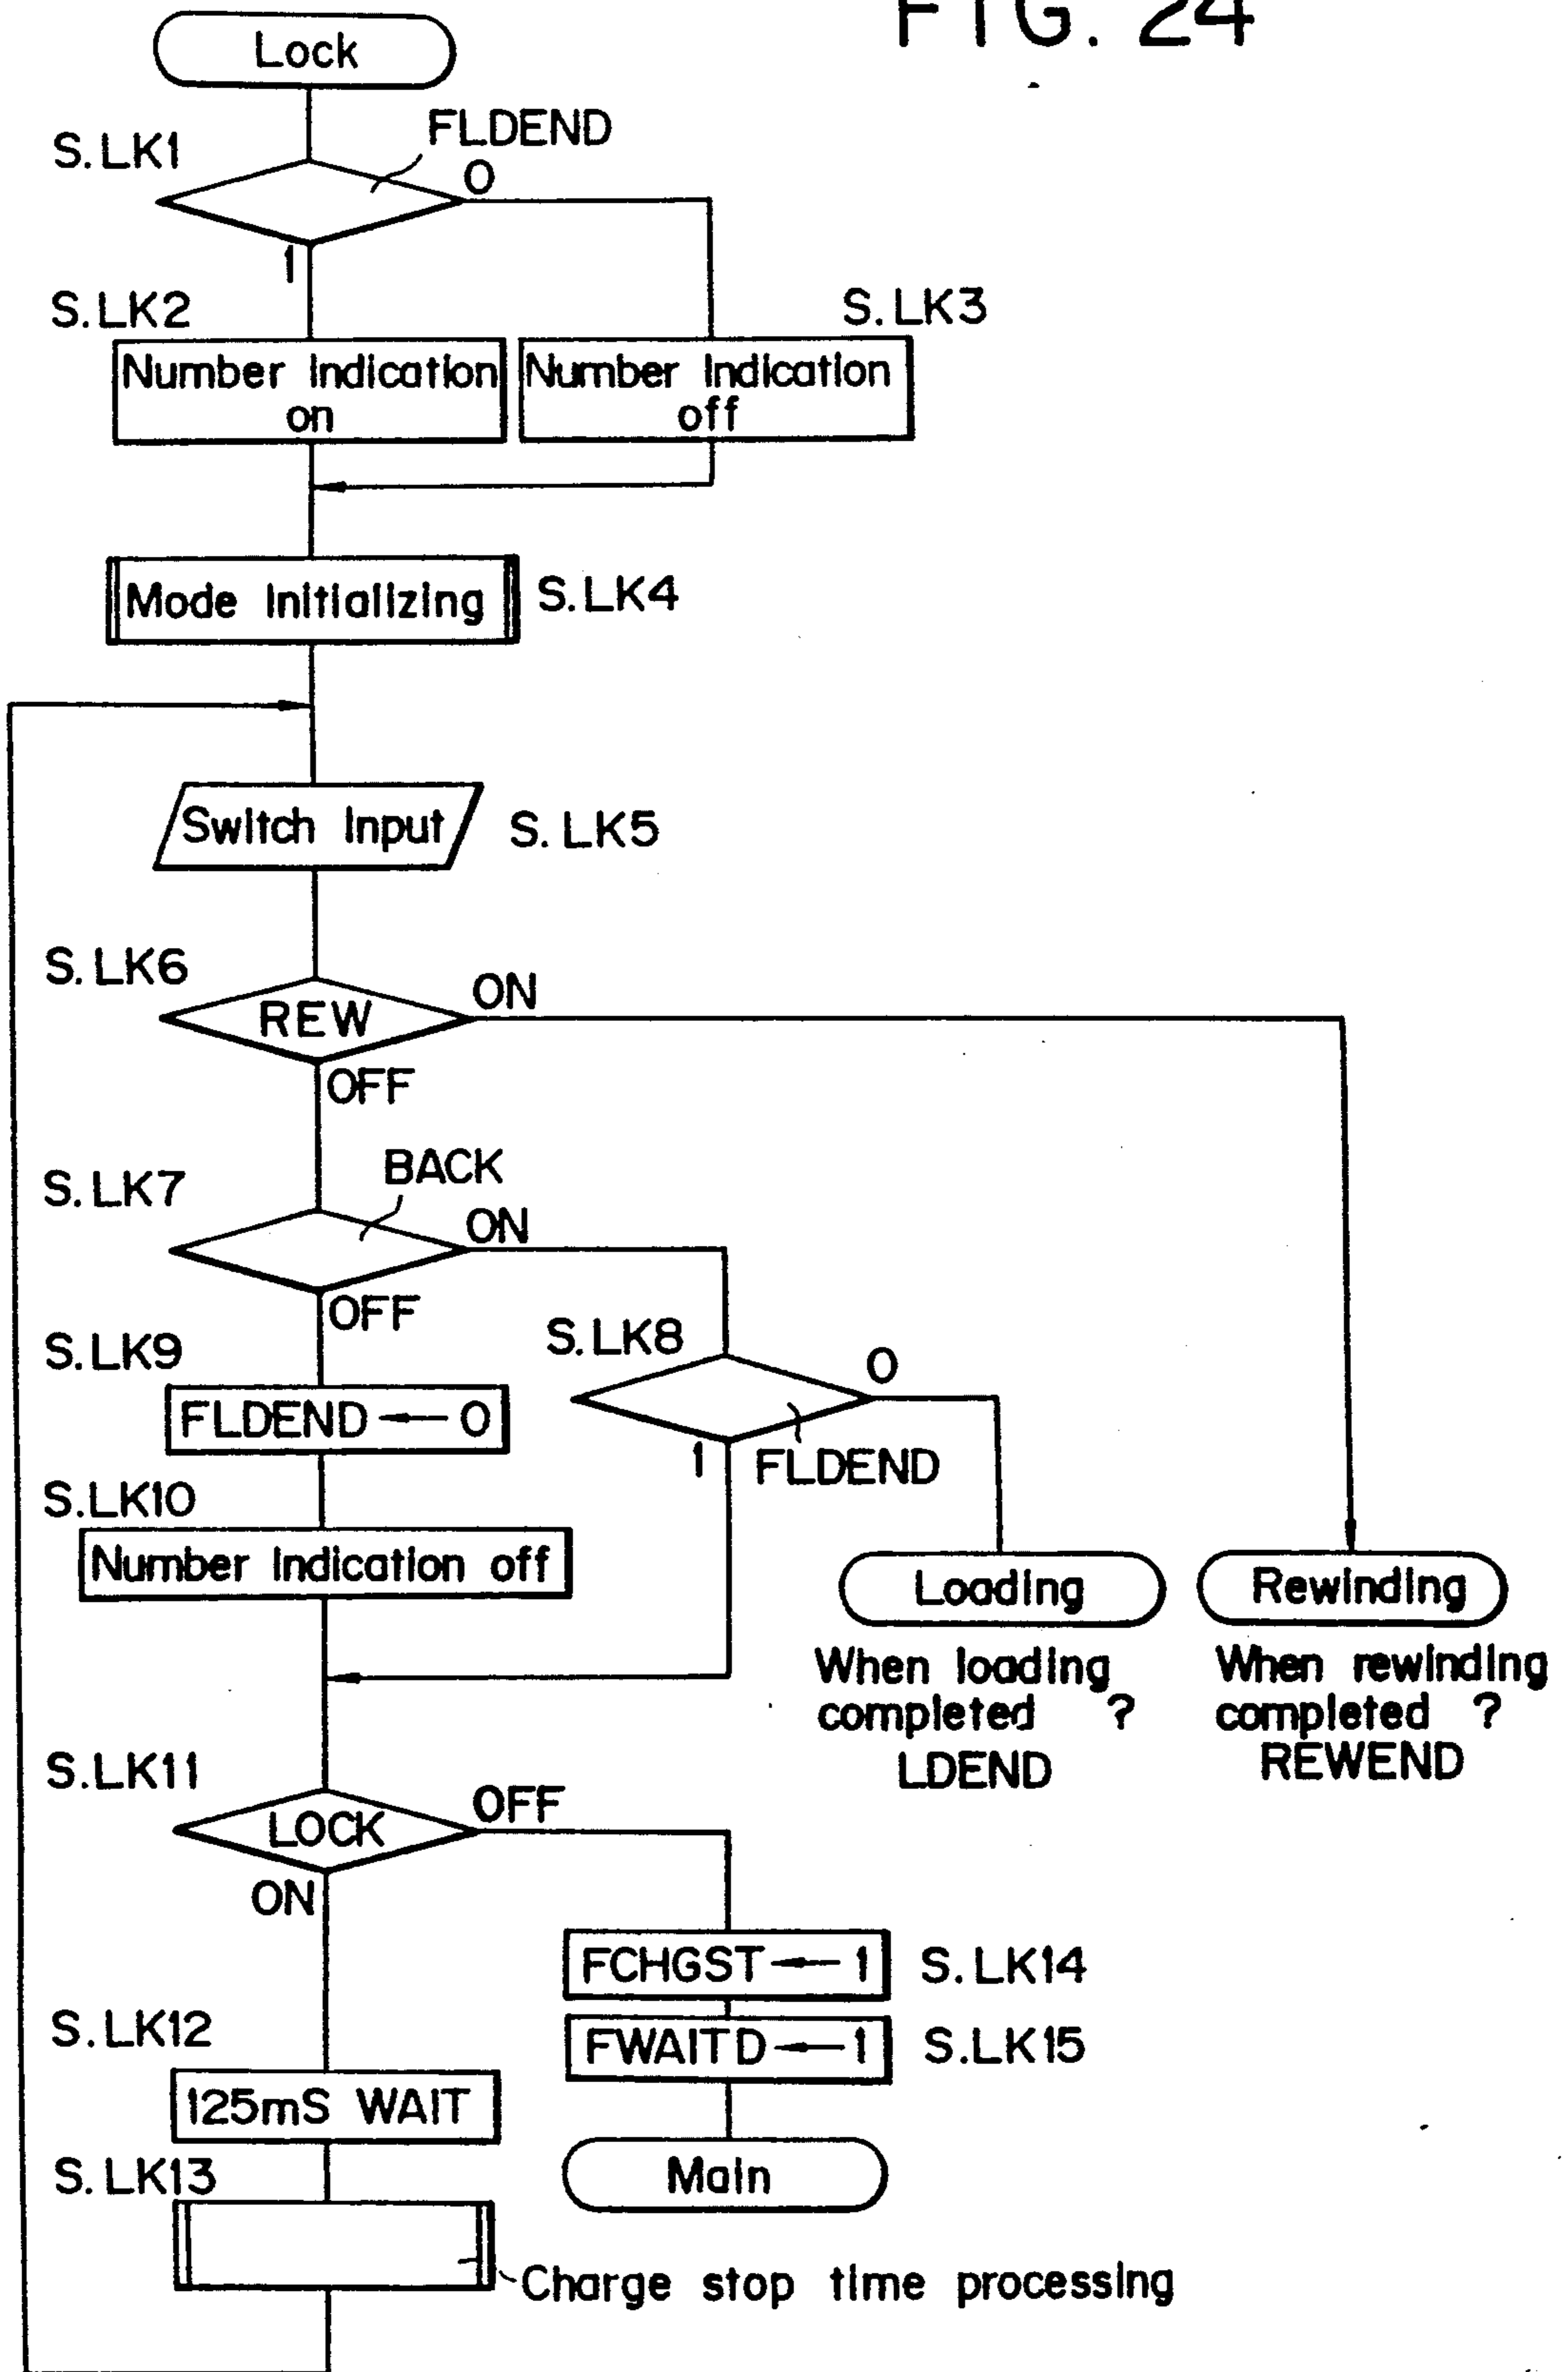 FIG. 24
Lock
S.LK1
FLDEND
0
1
S.LK2
S.LK3
Number Indication
on
Number Indication
off
Mode Initializing
S.LK4
Switch Input
S.LK5
S.LK6
REW
ON
OFF
S.LK7
BACK
ON
OFF
S.LK8
0
1
FLDEND
S.LK9
FLDEND ← 0
S.LK10
Number Indication off
Loading
Rewinding
When loading
completed ?
LDEND
When rewinding
completed ?
REWEND
S.LK11
LOCK
OFF
ON
FCHGST ← 1
S.LK14
S.LK12
FWAITD ← 1
S.LK15
125mS WAIT
Main
S.LK13
Charge stop time processing